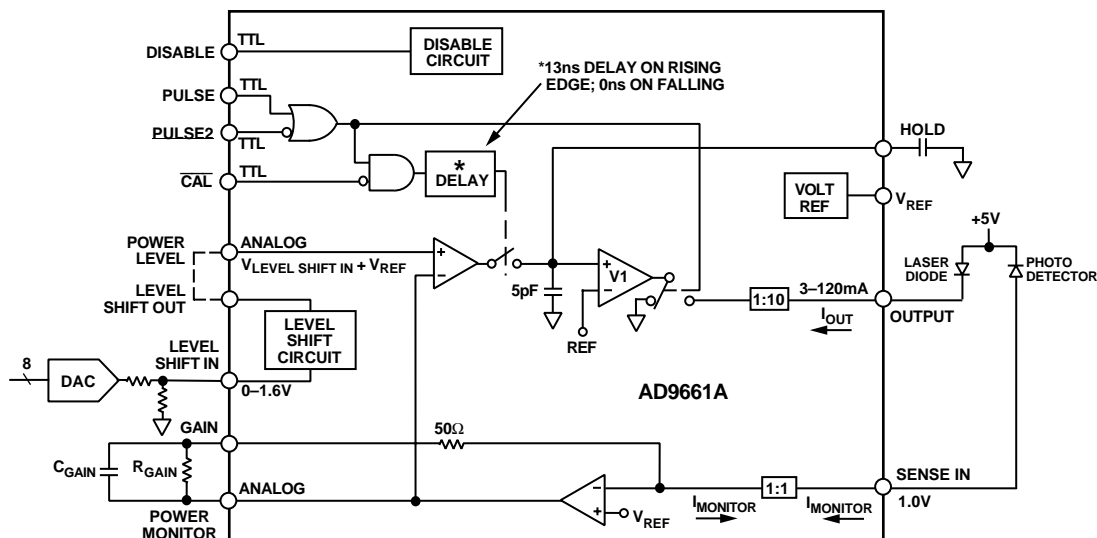 DISABLE
TTL
DISABLE
CIRCUIT
*13ns DELAY ON RISING
EDGE; 0ns ON FALLING
PULSE
TTL
PULSE2
TTL
CAL
TTL
*
DELAY
HOLD
VOLT
REF
VREF
+5V
POWER
LEVEL
ANALOG
VLEVEL SHIFT IN + VREF
+
–
5pF
+
–
V1
REF
LASER
DIODE
PHOTO
DETECTOR
LEVEL
SHIFT OUT
1:10
3–120mA
IOUT
OUTPUT
LEVEL
SHIFT
CIRCUIT
8
DAC
LEVEL
SHIFT IN
0–1.6V
AD9661A
GAIN
50Ω
CGAIN
RGAIN
ANALOG
POWER
MONITOR
–
+
VREF
IMONITOR
1:1
IMONITOR
SENSE IN
1.0V